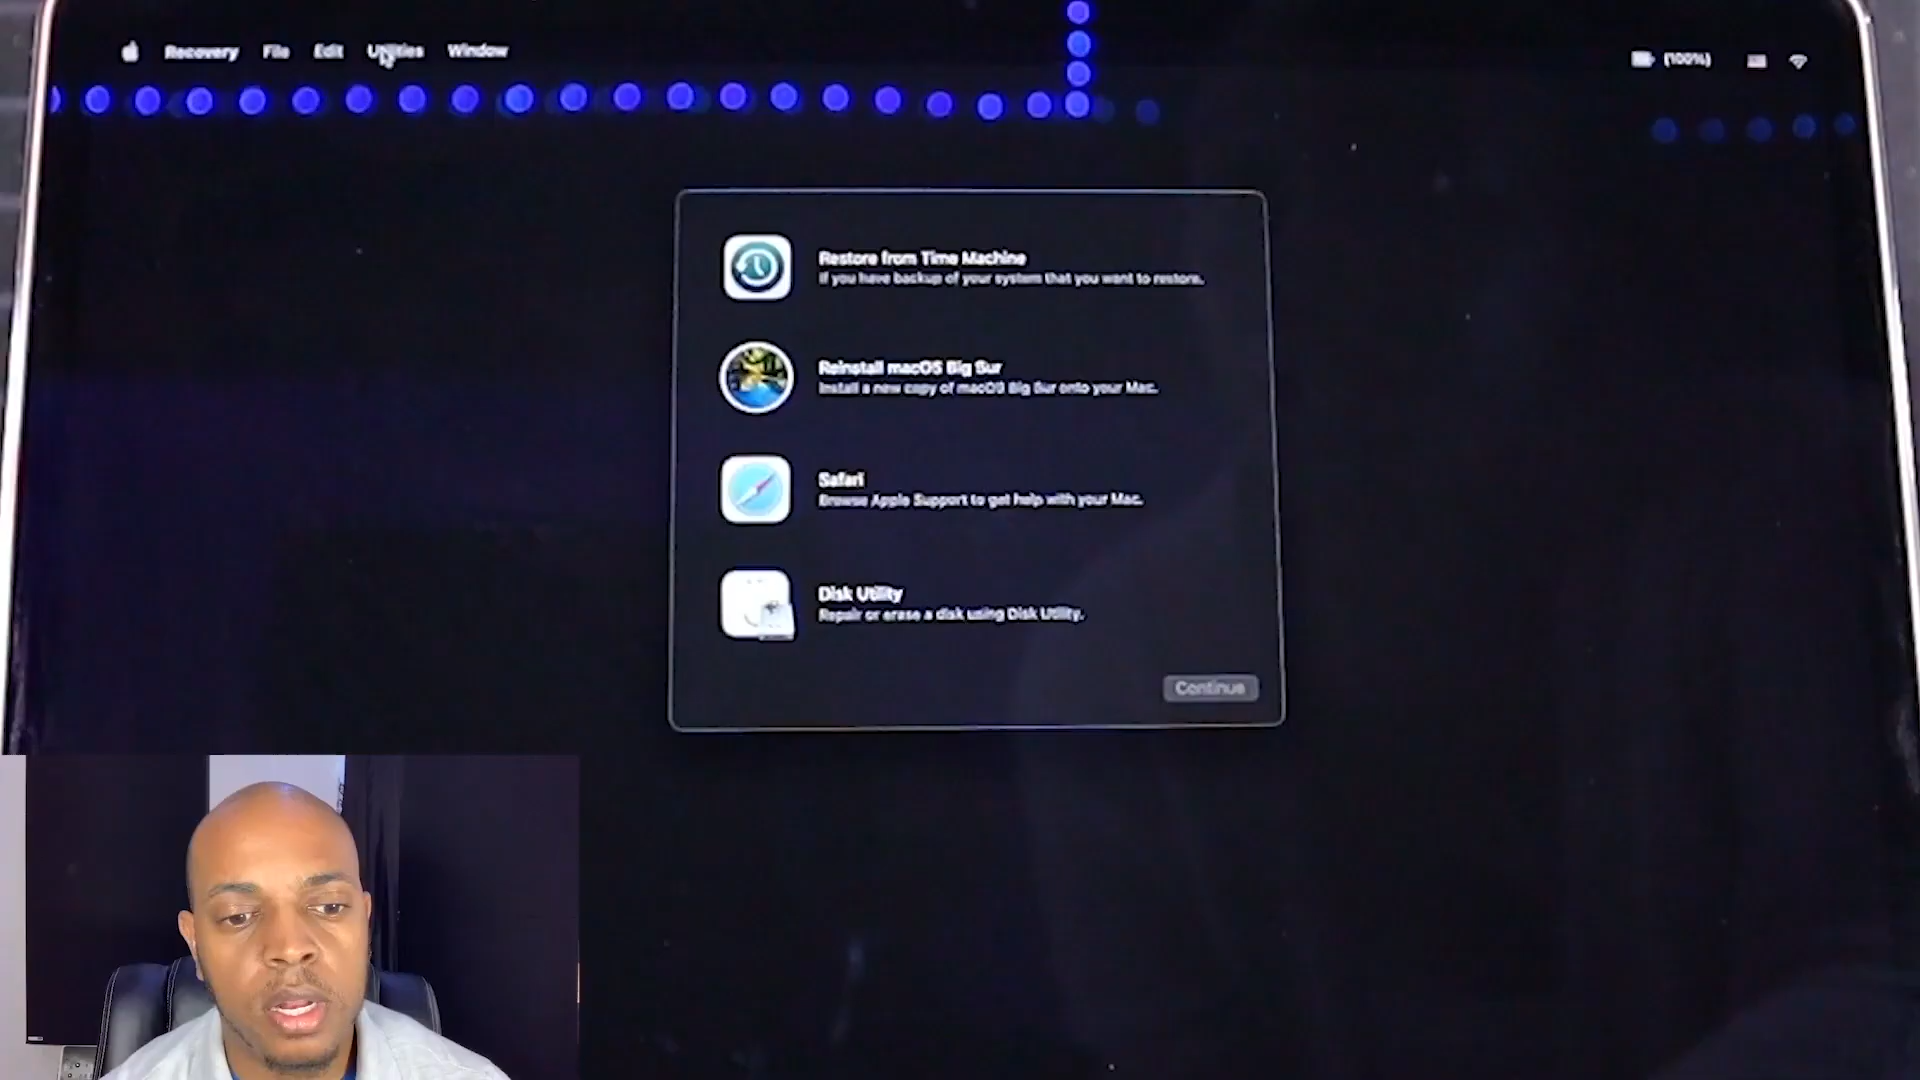 Recovery File Edit Utilities Window
(100%)
Restore from Time Machine
If you have backup of your system that you want to restore.
Reinstall macOS Big Sur
Install a new copy of macOS Big Sur onto your Mac.
Safari
Browse Apple Support to get help with your Mac.
Disk Utility
Repair or erase a disk using Disk Utility.
Continue